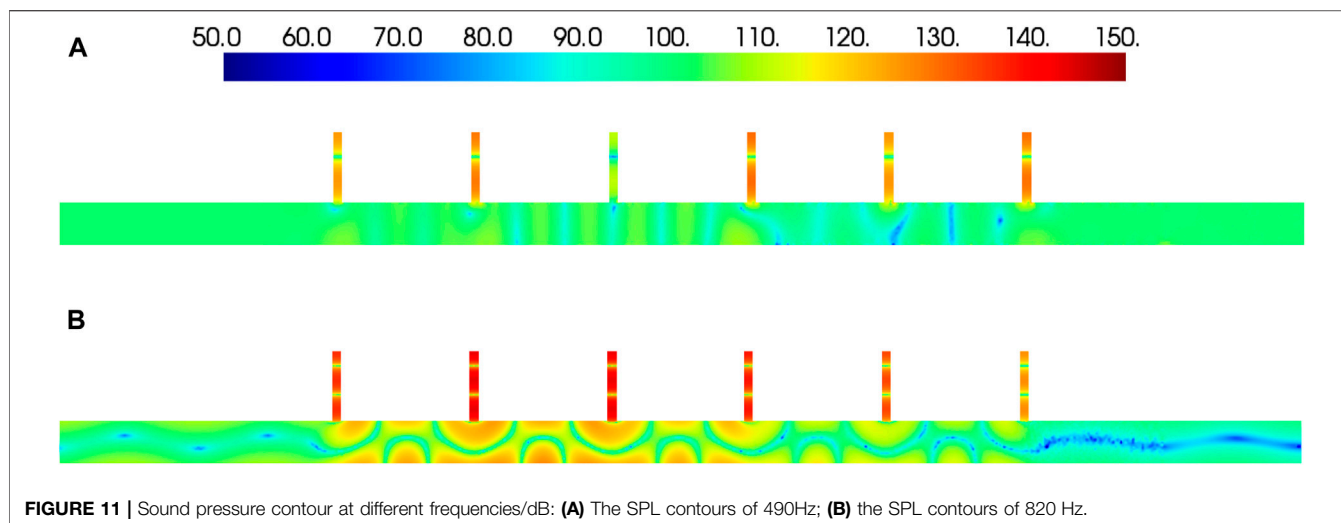 A
50.0 60.0 70.0 80.0 90.0 100. 110. 120. 130. 140. 150.
B
FIGURE 11 | Sound pressure contour at different frequencies/dB: (A) The SPL contours of 490Hz; (B) the SPL contours of 820 Hz.